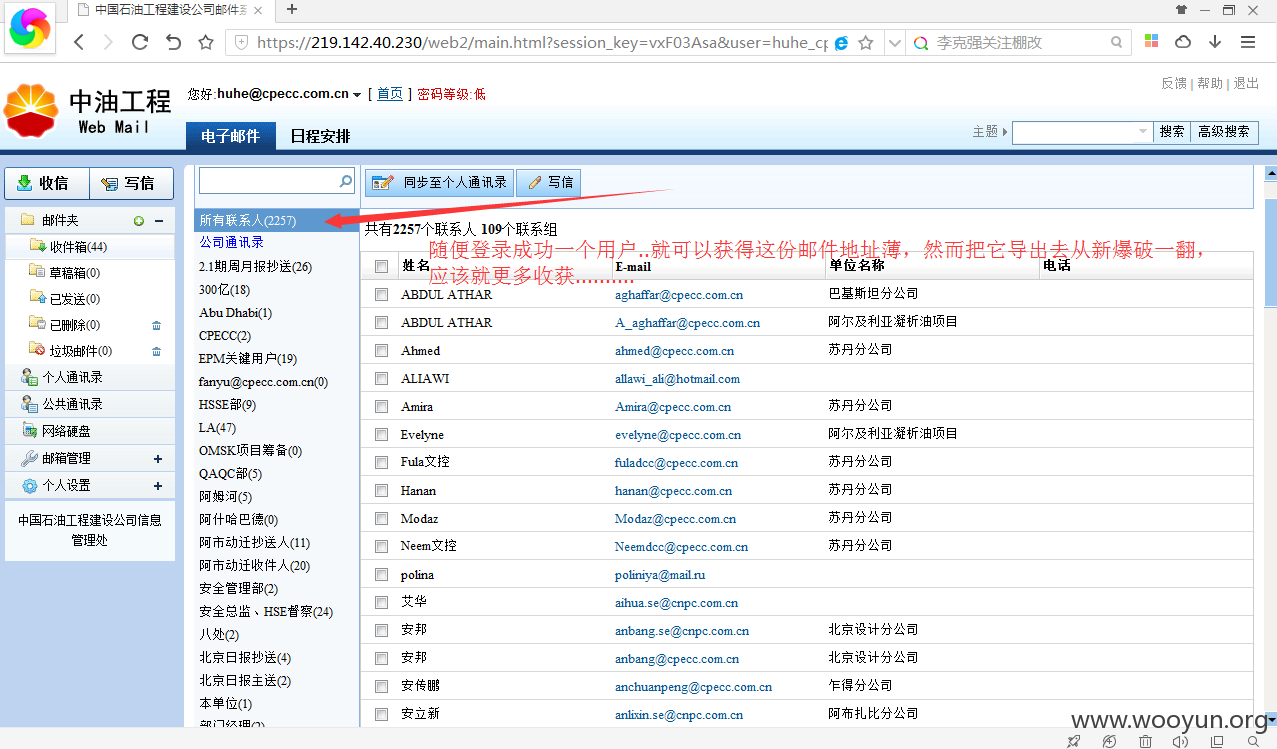 中国石油工程建设公司邮件系
https://219.142.40.230/web2/main.html?session_key=vxF03Asa&user=huhe_cp
李克强关注棚改
反馈 | 帮助 | 退出
中油工程
Web Mail
您好:huhe@cpecc.com.cn [ 首页 ] 密码等级:低
电子邮件 日程安排
主题 搜索 高级搜索
收信 写信
邮件夹
收件箱(44)
草稿箱(0)
已发送(0)
已删除(0)
垃圾邮件(0)
个人通讯录
公共通讯录
网络硬盘
邮箱管理
个人设置
中国石油工程建设公司信息
管理处
所有联系人(2257)
公司通讯录
2.1期周月报抄送(26)
300亿(18)
Abu Dhabi(1)
CPECC(2)
EPM关键用户(19)
fanyu@cpecc.com.cn(0)
HSSE部(9)
LA(47)
OMSK项目筹备(0)
QAQC部(5)
阿姆河(5)
阿什哈巴德(0)
阿市动迁抄送人(11)
阿市动迁收件人(20)
安全管理部(2)
安全总监、HSE督察(24)
八处(2)
北京日报抄送(4)
北京日报主送(2)
本单位(1)
部门经理(2)
同步至个人通讯录 写信
共有2257个联系人 109个联系组
随便登录成功一个用户..就可以获得这份邮件地址薄，然而把它导出去从新爆破一翻，
应该就更多收获..........
姓名 E-mail 单位名称 电话
ABDUL ATHAR aghaffar@cpecc.com.cn 巴基斯坦分公司
ABDUL ATHAR A_aghaffar@cpecc.com.cn 阿尔及利亚凝析油项目
Ahmed ahmed@cpecc.com.cn 苏丹分公司
ALIAWI allawi_ali@hotmail.com
Amira Amira@cpecc.com.cn 苏丹分公司
Evelyne evelyne@cpecc.com.cn 阿尔及利亚凝析油项目
Fula文控 fuladcc@cpecc.com.cn 苏丹分公司
Hanan hanan@cpecc.com.cn 苏丹分公司
Modaz Modaz@cpecc.com.cn 苏丹分公司
Neem文控 Neemdcc@cpecc.com.cn 苏丹分公司
polina poliniya@mail.ru
艾华 aihua.se@cnpc.com.cn
安邦 anbang.se@cnpc.com.cn 北京设计分公司
安邦 anbang@cpecc.com.cn 北京设计分公司
安传鹏 anchuanpeng@cpecc.com.cn 乍得分公司
安立新 anlixin.se@cnpc.com.cn 阿布扎比分公司
www.wooyun.org